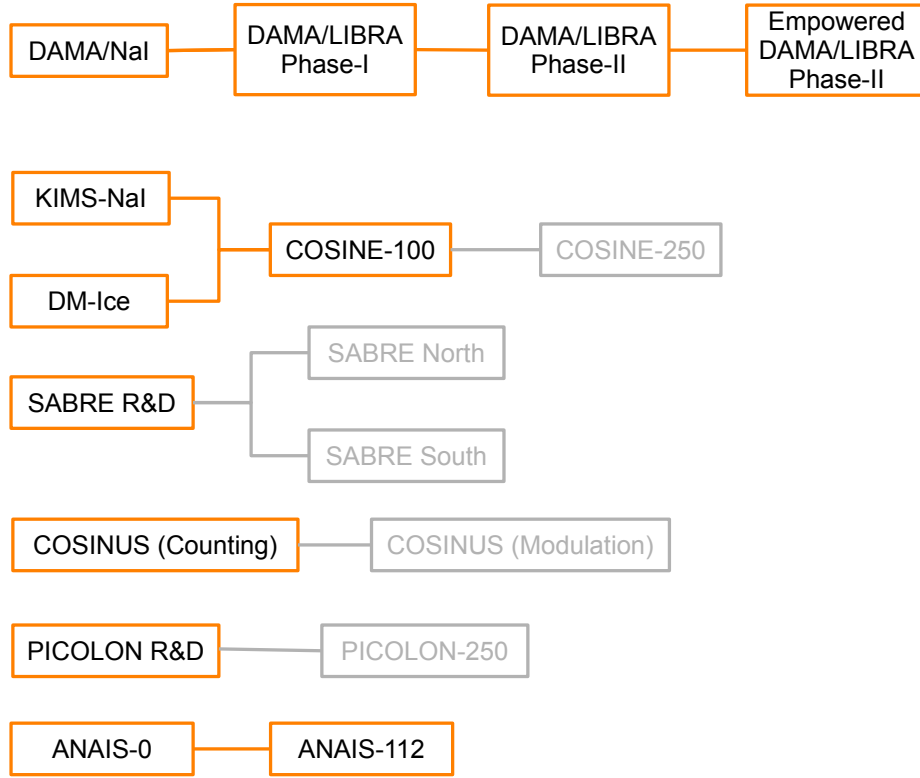 DAMA/NaI
DAMA/LIBRA
Phase-I
DAMA/LIBRA
Phase-II
Empowered
DAMA/LIBRA
Phase-II
KIMS-NaI
DM-Ice
COSINE-100
COSINE-250
SABRE R&D
SABRE North
SABRE South
COSINUS (Counting)
COSINUS (Modulation)
PICOLON R&D
PICOLON-250
ANAIS-0
ANAIS-112